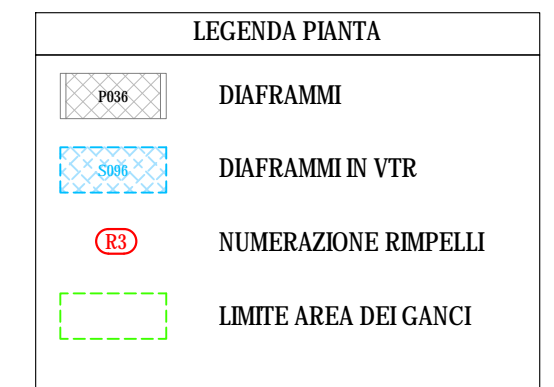 LEGENDA PIANTA
P036 DIAFRAMMI
S096 DIAFRAMMI IN VTR
R3 NUMERAZIONE RIMPELLI
LIMITE AREA DEI GANCI